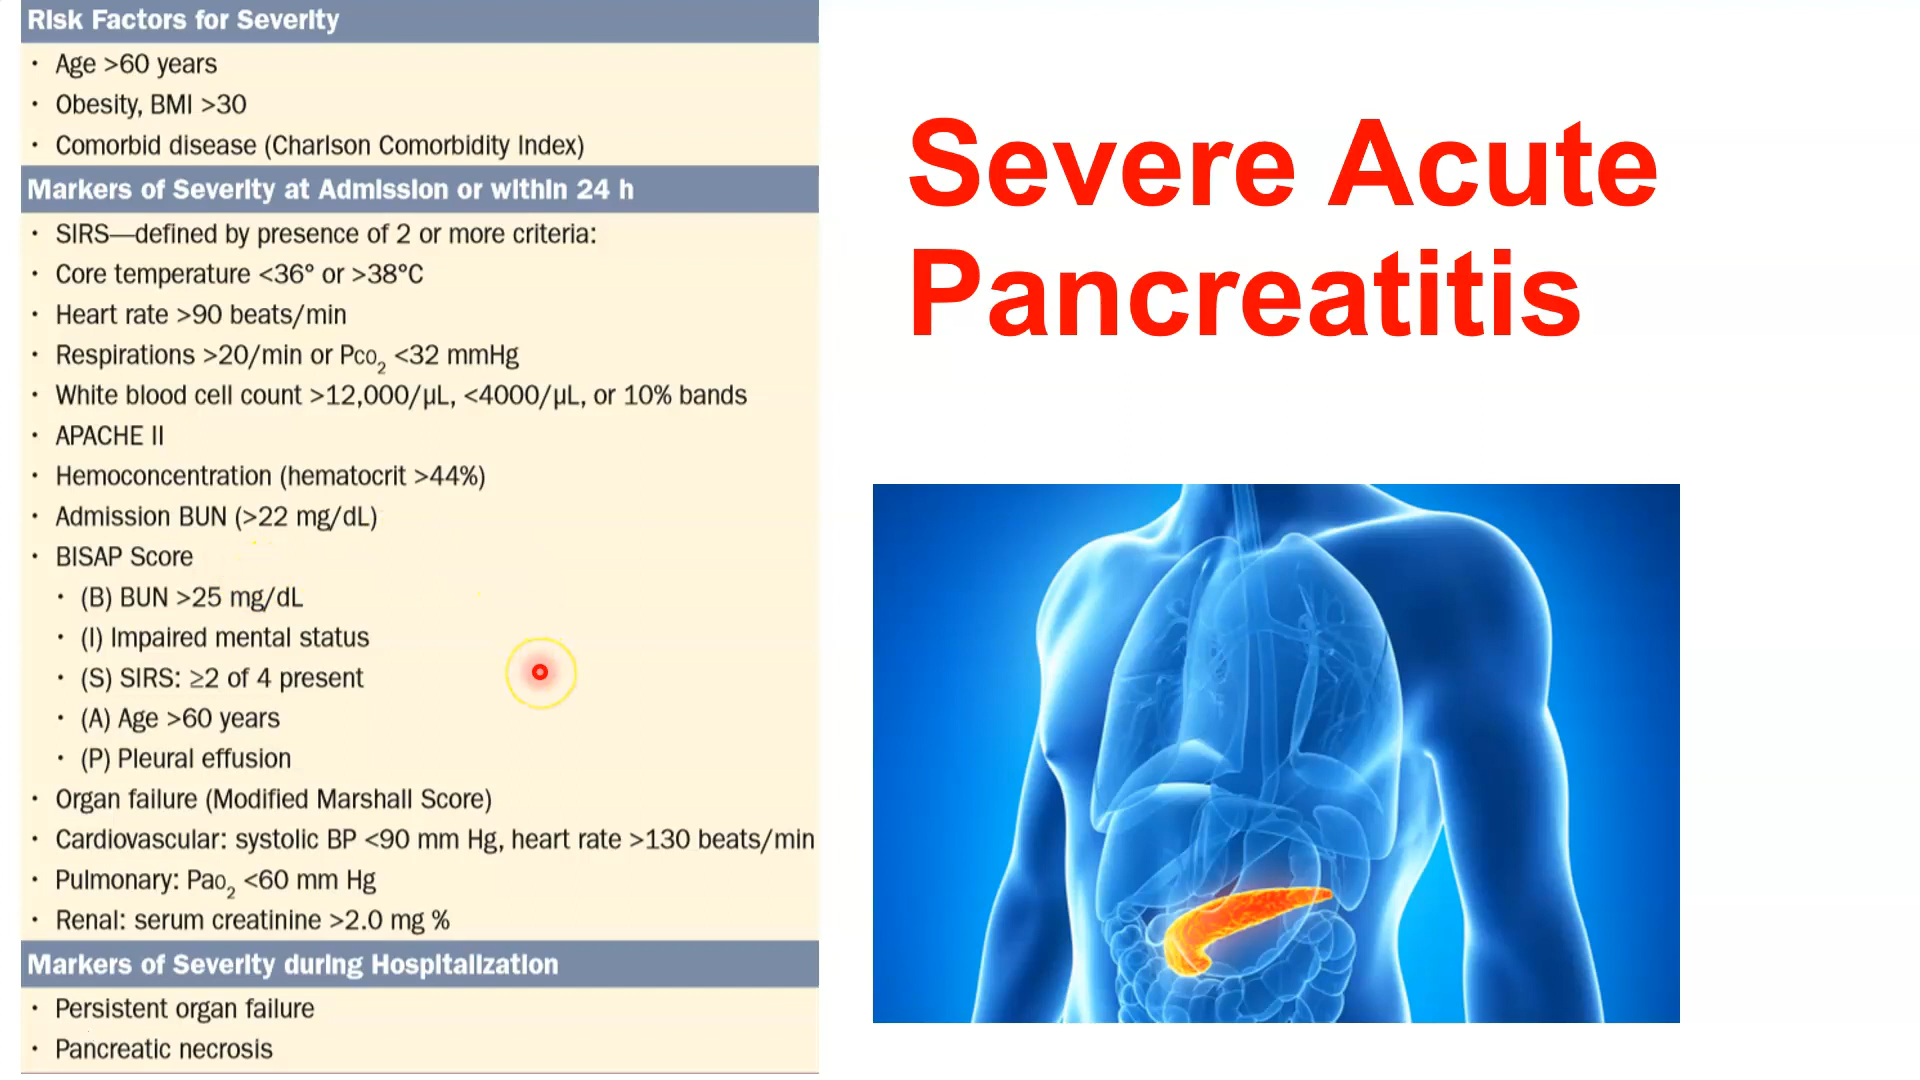 Risk Factors for Severity
• Age >60 years
• Obesity, BMI >30
• Comorbid disease (Charlson Comorbidity Index)
Markers of Severity at Admission or within 24 h
• SIRS—defined by presence of 2 or more criteria:
• Core temperature <36° or >38°C
• Heart rate >90 beats/min
• Respirations >20/min or Pco₂ <32 mmHg
• White blood cell count >12,000/μL, <4000/μL, or 10% bands
• APACHE II
• Hemoconcentration (hematocrit >44%)
• Admission BUN (>22 mg/dL)
• BISAP Score
• (B) BUN >25 mg/dL
• (I) Impaired mental status
• (S) SIRS: ≥2 of 4 present
• (A) Age >60 years
• (P) Pleural effusion
• Organ failure (Modified Marshall Score)
• Cardiovascular: systolic BP <90 mm Hg, heart rate >130 beats/min
• Pulmonary: Pao₂ <60 mm Hg
• Renal: serum creatinine >2.0 mg %
Markers of Severity during Hospitalization
• Persistent organ failure
• Pancreatic necrosis
Severe Acute
Pancreatitis